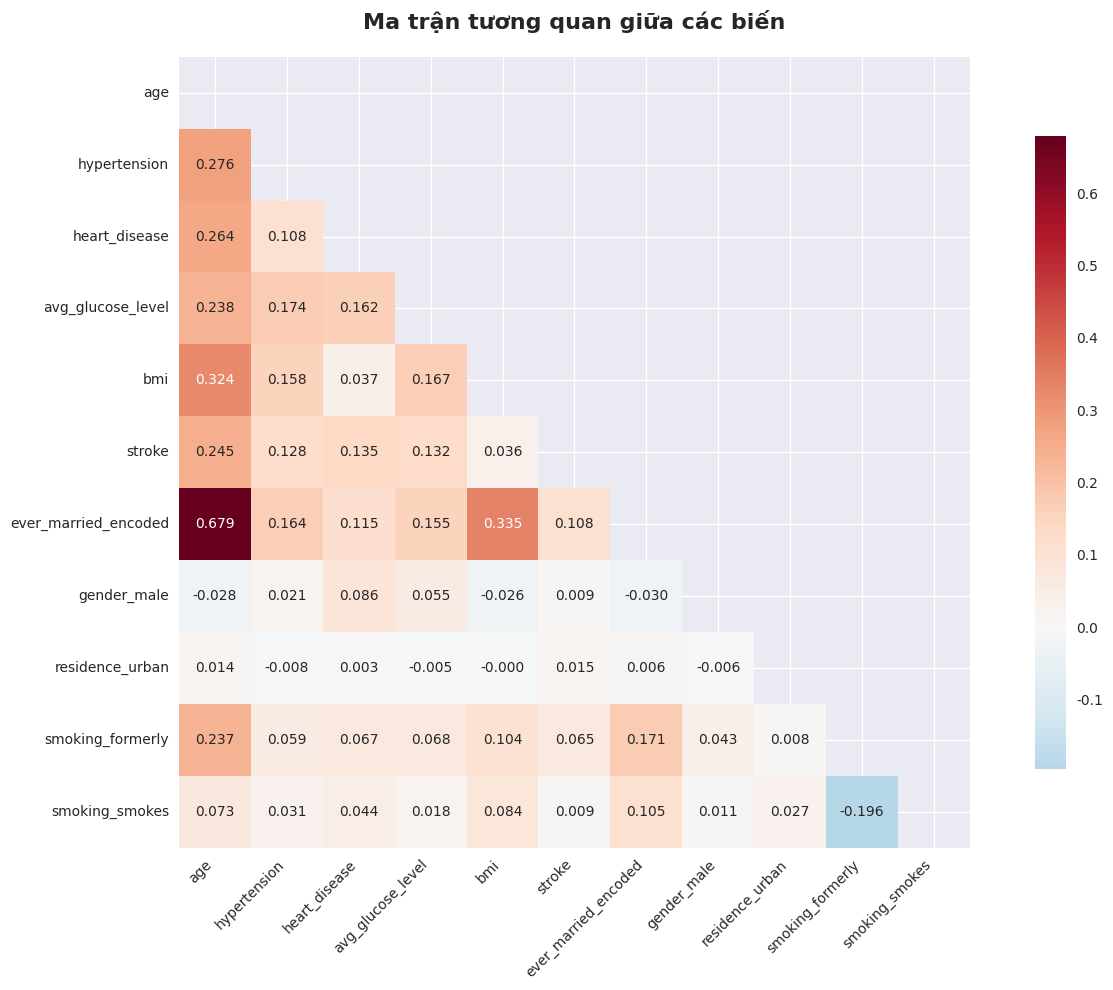 Ma trận tương quan giữa các biến
age
hypertension 0.276
heart_disease 0.264 0.108
avg_glucose_level 0.238 0.174 0.162
bmi 0.324 0.158 0.037 0.167
stroke 0.245 0.128 0.135 0.132 0.036
ever_married_encoded 0.679 0.164 0.115 0.155 0.335 0.108
gender_male -0.028 0.021 0.086 0.055 -0.026 0.009 -0.030
residence_urban 0.014 -0.008 0.003 -0.005 -0.000 0.015 0.006 -0.006
smoking_formerly 0.237 0.059 0.067 0.068 0.104 0.065 0.171 0.043 0.008
smoking_smokes 0.073 0.031 0.044 0.018 0.084 0.009 0.105 0.011 0.027 -0.196
age
hypertension
heart_disease
avg_glucose_level
bmi
stroke
ever_married_encoded
gender_male
residence_urban
smoking_formerly
smoking_smokes
0.6
0.5
0.4
0.3
0.2
0.1
0.0
-0.1